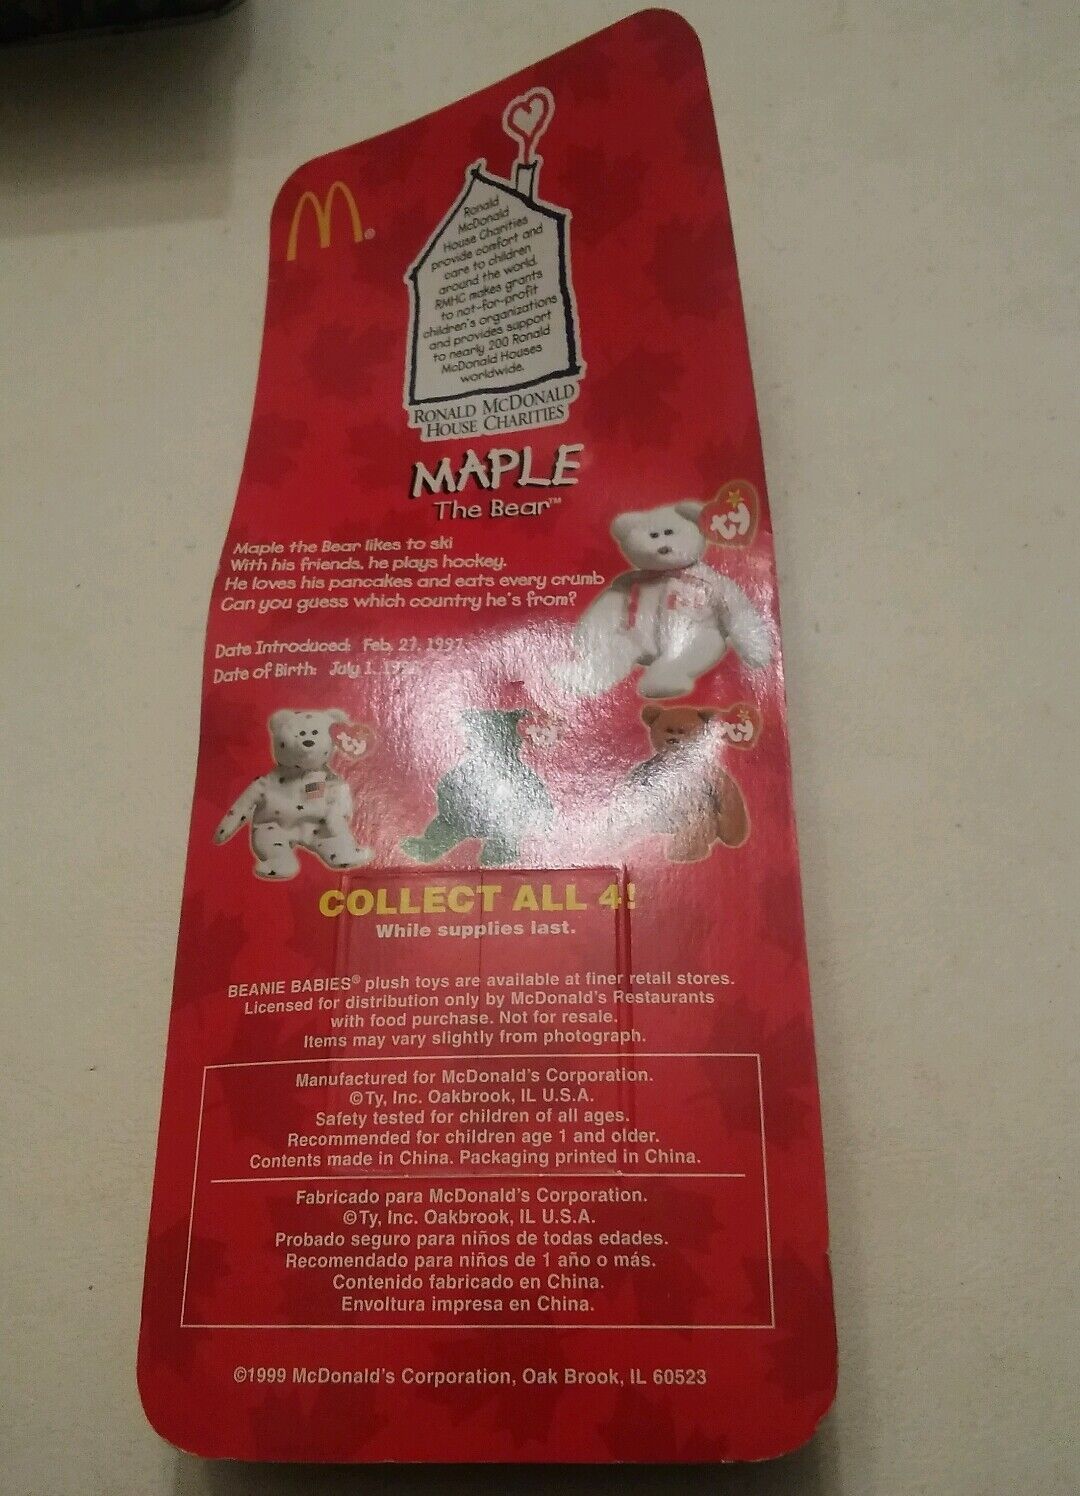 M®
Ronald
McDonald
House Charities
provide comfort and
care to children
around the world.
RMHC makes grants
to not-for-profit
children's organizations
and provides support
to nearly 200 Ronald
McDonald Houses
worldwide.
RONALD MCDONALD
HOUSE CHARITIES
MAPLE
The Bear™
ty
Maple the Bear likes to ski
With his friends, he plays hockey.
He loves his pancakes and eats every crumb
Can you guess which country he's from?
Date Introduced: Feb. 27, 1997
Date of Birth: July 1,
ty
ty
ty
COLLECT ALL 4!
While supplies last.
BEANIE BABIES® plush toys are available at finer retail stores.
Licensed for distribution only by McDonald's Restaurants
with food purchase. Not for resale.
Items may vary slightly from photograph.
Manufactured for McDonald's Corporation.
©Ty, Inc. Oakbrook, IL U.S.A.
Safety tested for children of all ages.
Recommended for children age 1 and older.
Contents made in China. Packaging printed in China.
Fabricado para McDonald's Corporation.
©Ty, Inc. Oakbrook, IL U.S.A.
Probado seguro para niños de todas edades.
Recomendado para niños de 1 año o más.
Contenido fabricado en China.
Envoltura impresa en China.
©1999 McDonald's Corporation, Oak Brook, IL 60523